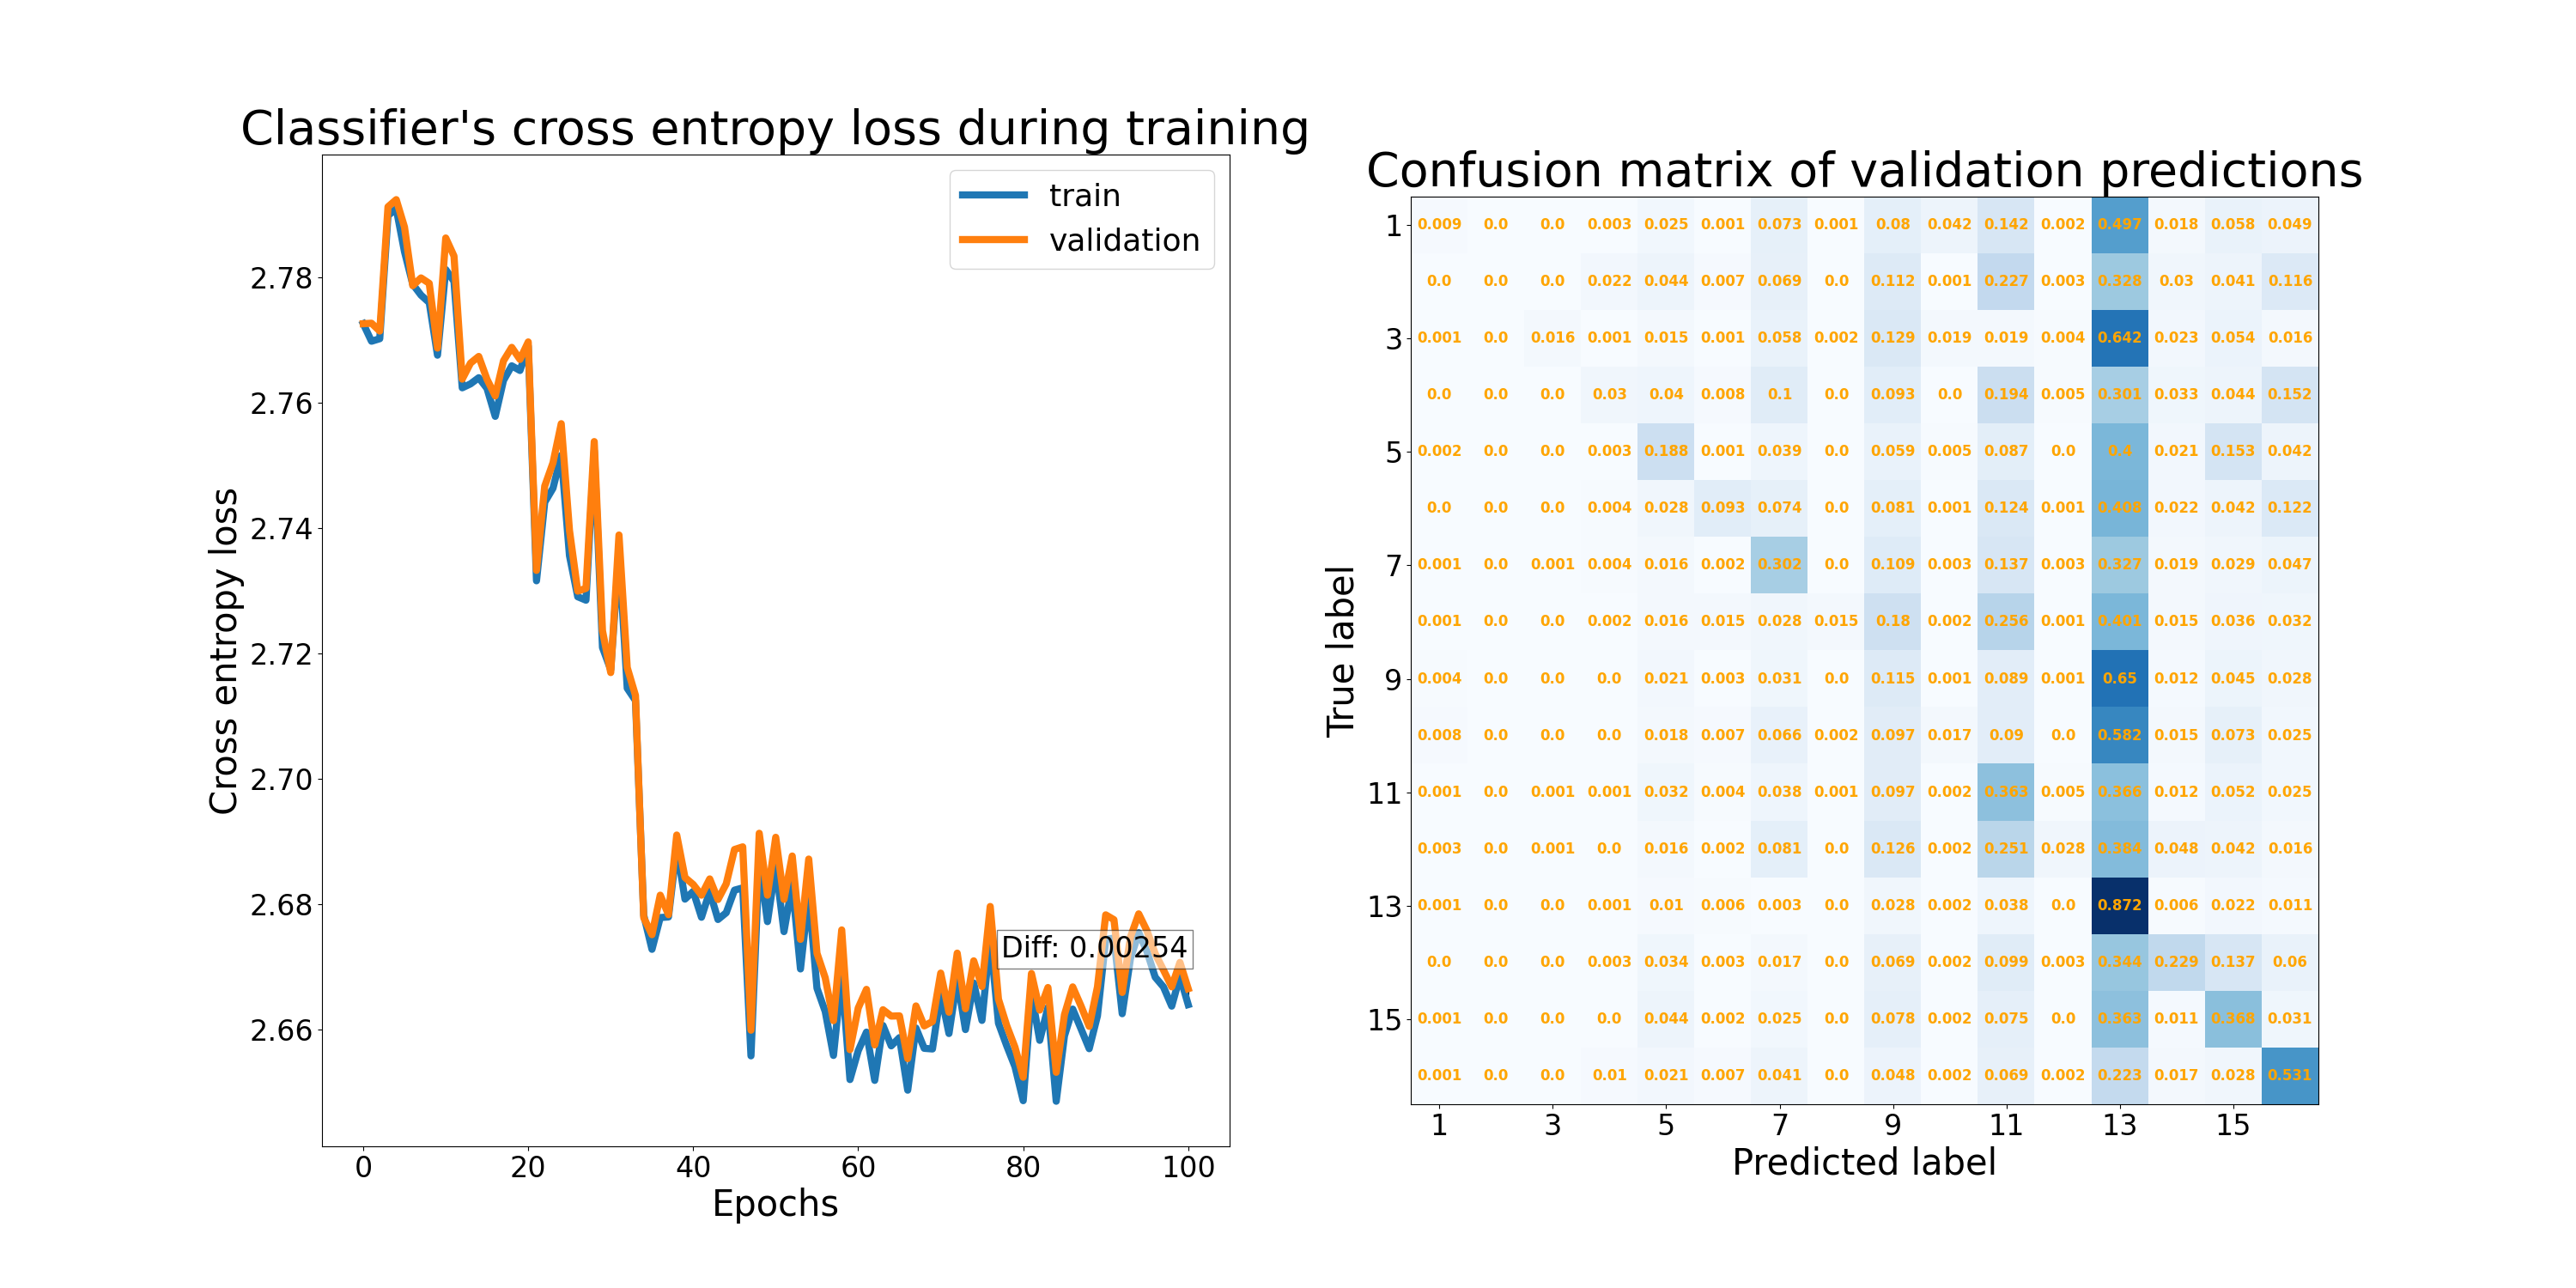 Classifier's cross entropy loss during training
train
validation
Cross entropy loss
2.78
2.76
2.74
2.72
2.70
2.68
2.66
Diff: 0.00254
0 20 40 60 80 100
Epochs
Confusion matrix of validation predictions
True label
1 0.009 0.0 0.0 0.003 0.025 0.001 0.073 0.001 0.08 0.042 0.142 0.002 0.497 0.018 0.058 0.049
0.0 0.0 0.0 0.022 0.044 0.007 0.069 0.0 0.112 0.001 0.227 0.003 0.328 0.03 0.041 0.116
3 0.001 0.0 0.016 0.001 0.015 0.001 0.058 0.002 0.129 0.019 0.019 0.004 0.642 0.023 0.054 0.016
0.0 0.0 0.0 0.03 0.04 0.008 0.1 0.0 0.093 0.0 0.194 0.005 0.301 0.033 0.044 0.152
5 0.002 0.0 0.0 0.003 0.188 0.001 0.039 0.0 0.059 0.005 0.087 0.0 0.4 0.021 0.153 0.042
0.0 0.0 0.0 0.004 0.028 0.093 0.074 0.0 0.081 0.001 0.124 0.001 0.408 0.022 0.042 0.122
7 0.001 0.0 0.001 0.004 0.016 0.002 0.302 0.0 0.109 0.003 0.137 0.003 0.327 0.019 0.029 0.047
0.001 0.0 0.0 0.002 0.016 0.015 0.028 0.015 0.18 0.002 0.256 0.001 0.401 0.015 0.036 0.032
9 0.004 0.0 0.0 0.0 0.021 0.003 0.031 0.0 0.115 0.001 0.089 0.001 0.65 0.012 0.045 0.028
0.008 0.0 0.0 0.0 0.018 0.007 0.066 0.002 0.097 0.017 0.09 0.0 0.582 0.015 0.073 0.025
11 0.001 0.0 0.001 0.001 0.032 0.004 0.038 0.001 0.097 0.002 0.363 0.005 0.366 0.012 0.052 0.025
0.003 0.0 0.001 0.0 0.016 0.002 0.081 0.0 0.126 0.002 0.251 0.028 0.384 0.048 0.042 0.016
13 0.001 0.0 0.0 0.001 0.01 0.006 0.003 0.0 0.028 0.002 0.038 0.0 0.872 0.006 0.022 0.011
0.0 0.0 0.0 0.003 0.034 0.003 0.017 0.0 0.069 0.002 0.099 0.003 0.344 0.229 0.137 0.06
15 0.001 0.0 0.0 0.0 0.044 0.002 0.025 0.0 0.078 0.002 0.075 0.0 0.363 0.011 0.368 0.031
0.001 0.0 0.0 0.01 0.021 0.007 0.041 0.0 0.048 0.002 0.069 0.002 0.223 0.017 0.028 0.531
1 3 5 7 9 11 13 15
Predicted label